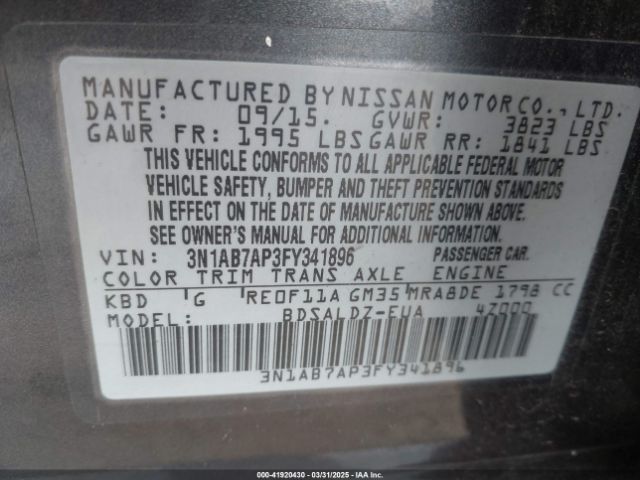 MANUFACTURED BY NISSAN MOTOR CO., LTD.
DATE: 09/15. GVWR: 3823 LBS
GAWR FR: 1995 LBS GAWR RR: 1841 LBS
THIS VEHICLE CONFORMS TO ALL APPLICABLE FEDERAL MOTOR
VEHICLE SAFETY, BUMPER AND THEFT PREVENTION STANDARDS
IN EFFECT ON THE DATE OF MANUFACTURE SHOWN ABOVE.
SEE OWNER'S MANUAL FOR ADDITIONAL INFORMATION
VIN: 3N1AB7AP3FY341896 PASSENGER CAR.
COLOR TRIM TRANS AXLE ENGINE
KBD G RE0F11A GM35 MRA8DE 1798 CC
MODEL: BDSALDZ-EUA 4Z000
3N1AB7AP3FY341896
000-41920430 - 03/31/2025 - IAA, Inc.